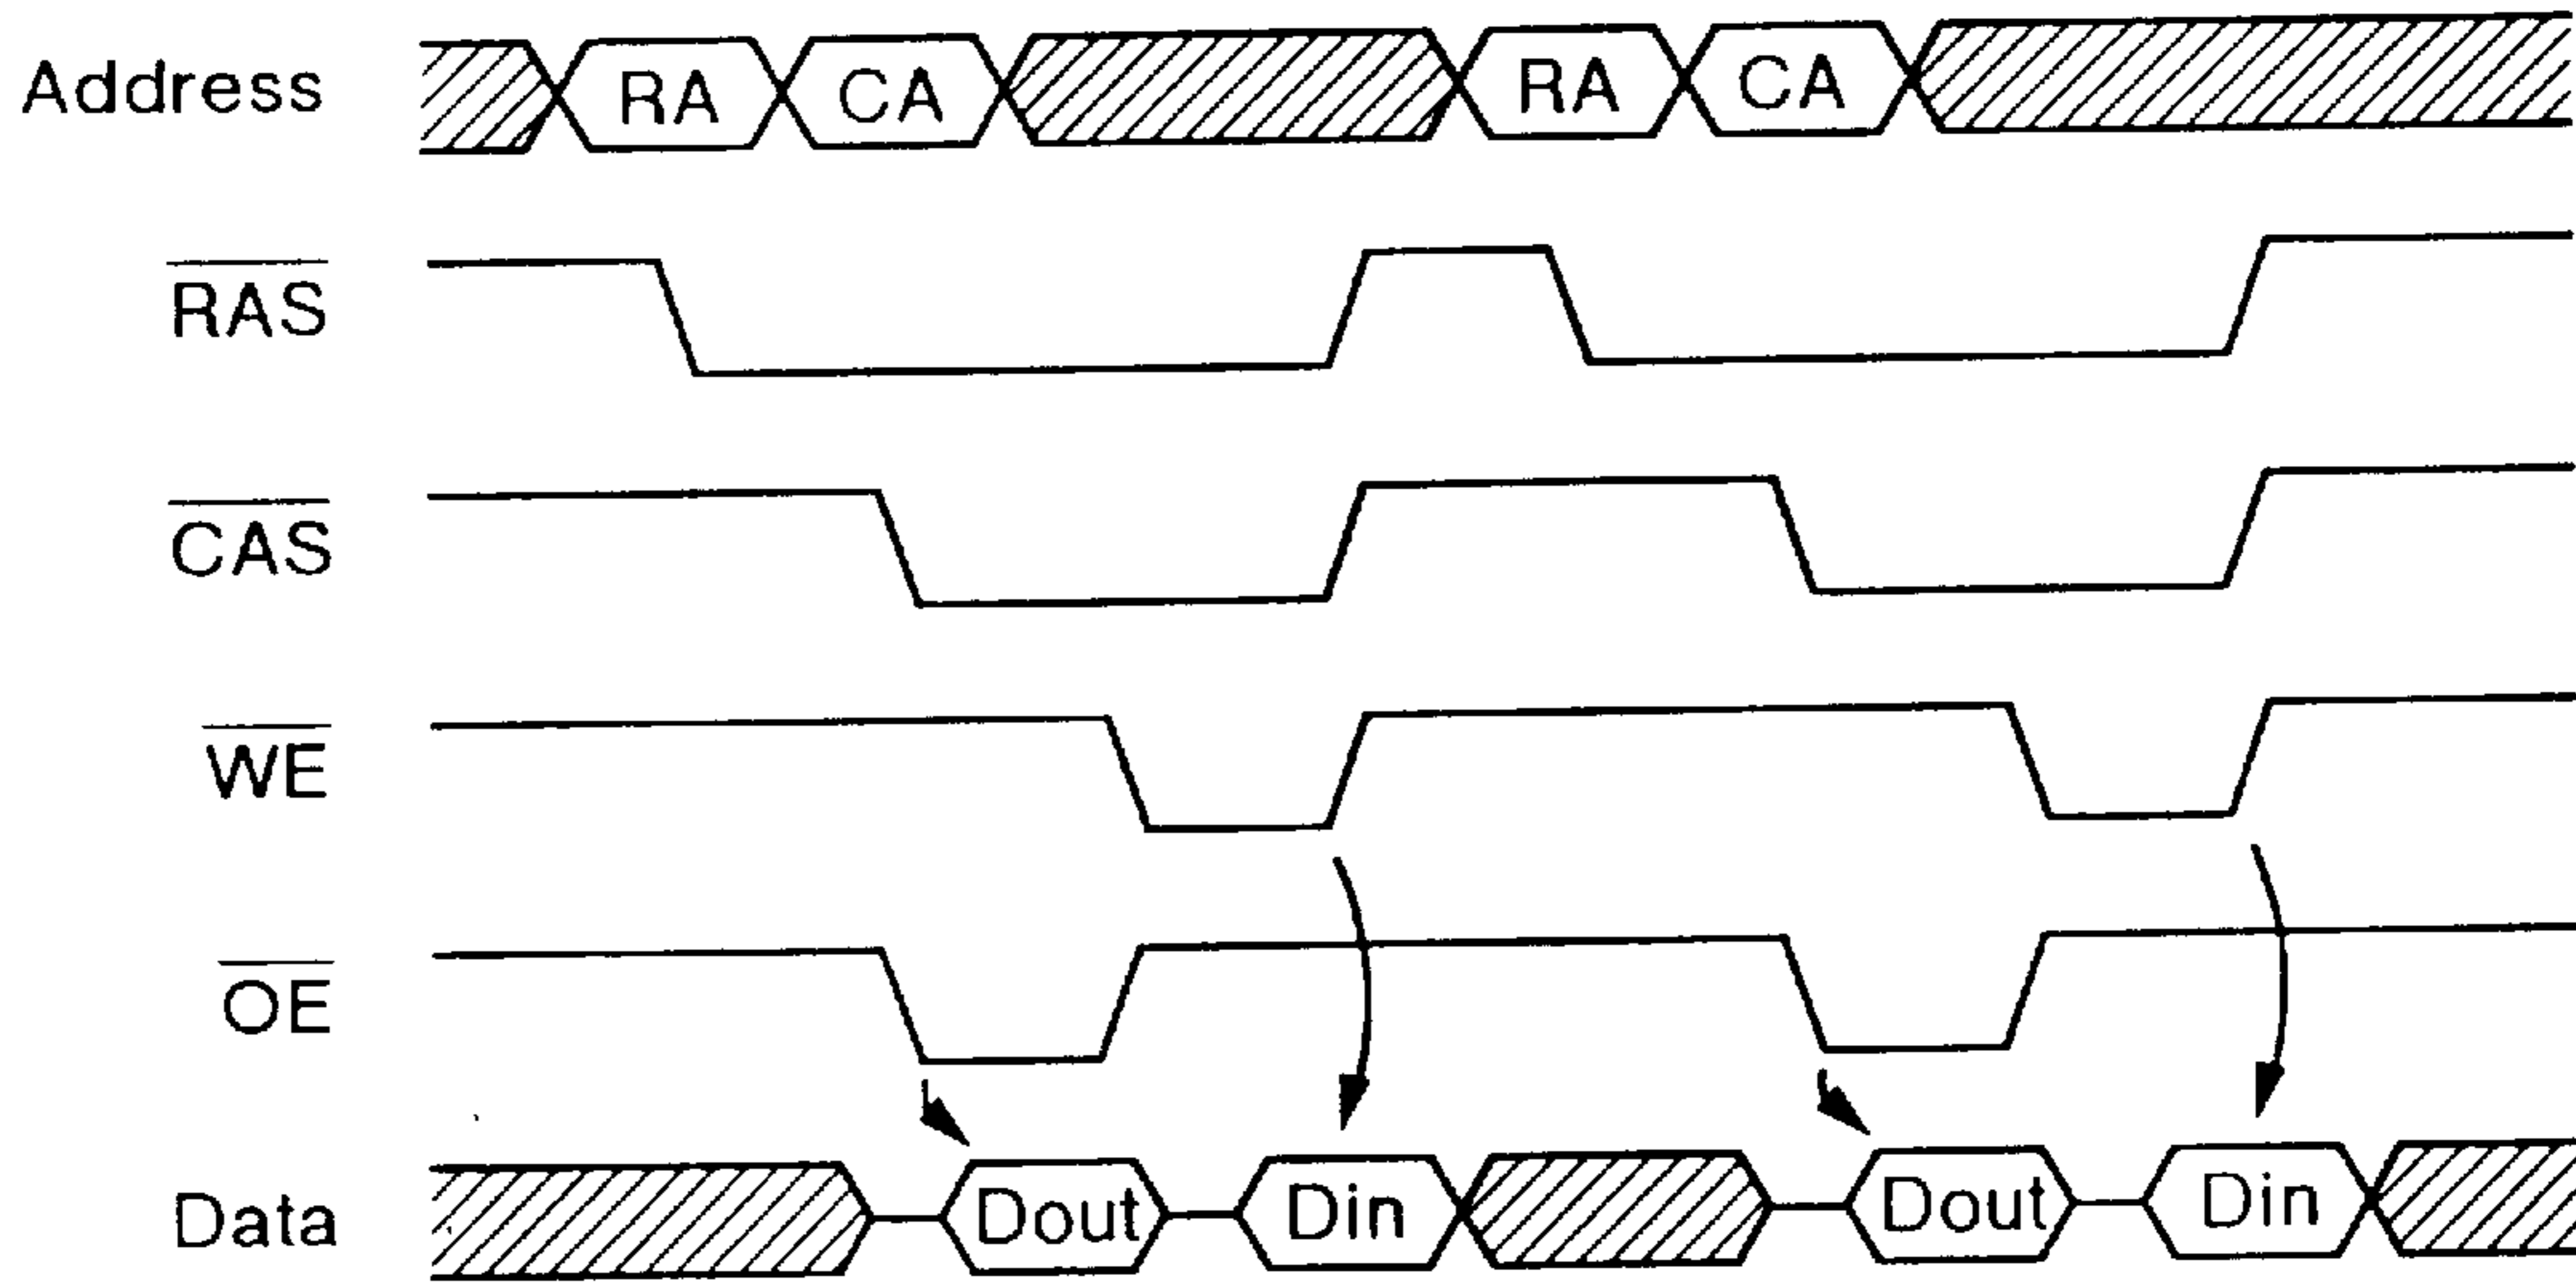 Address RA CA RA CA
RAS
CAS
WE
OE
Data Dout Din Dout Din